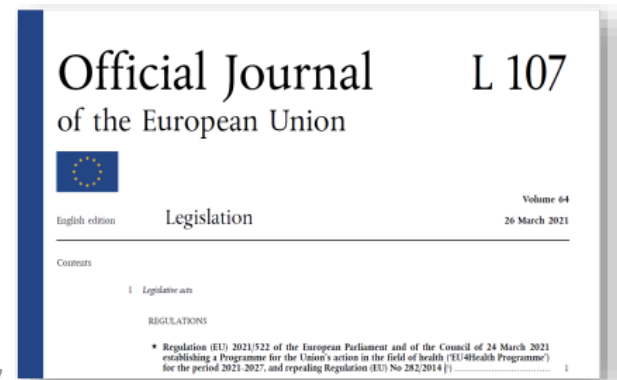 Official Journal L 107
of the European Union
Volume 64
English edition Legislation 26 March 2021
Contents
I Legislative acts
REGULATIONS
★ Regulation (EU) 2021/522 of the European Parliament and of the Council of 24 March 2021
establishing a Programme for the Union's action in the field of health (‘EU4Health Programme’)
for the period 2021-2027, and repealing Regulation (EU) No 282/2014 (¹) ................................ 1